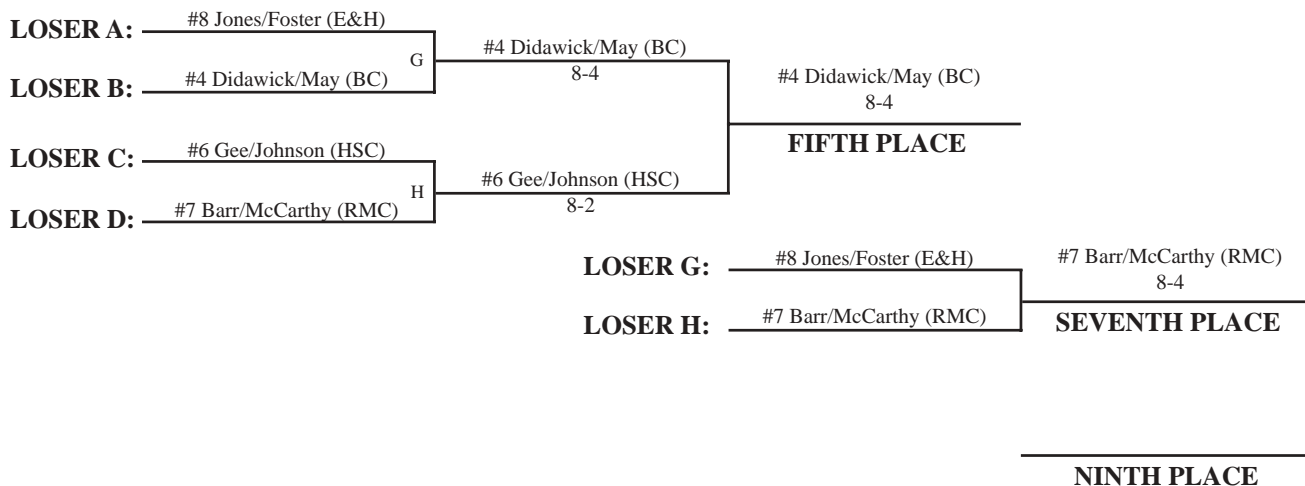 LOSER A: #8 Jones/Foster (E&H)
G
LOSER B: #4 Didawick/May (BC)
#4 Didawick/May (BC)
8-4
LOSER C: #6 Gee/Johnson (HSC)
H
LOSER D: #7 Barr/McCarthy (RMC)
#6 Gee/Johnson (HSC)
8-2
#4 Didawick/May (BC)
8-4
FIFTH PLACE
LOSER G: #8 Jones/Foster (E&H)
LOSER H: #7 Barr/McCarthy (RMC)
#7 Barr/McCarthy (RMC)
8-4
SEVENTH PLACE
NINTH PLACE